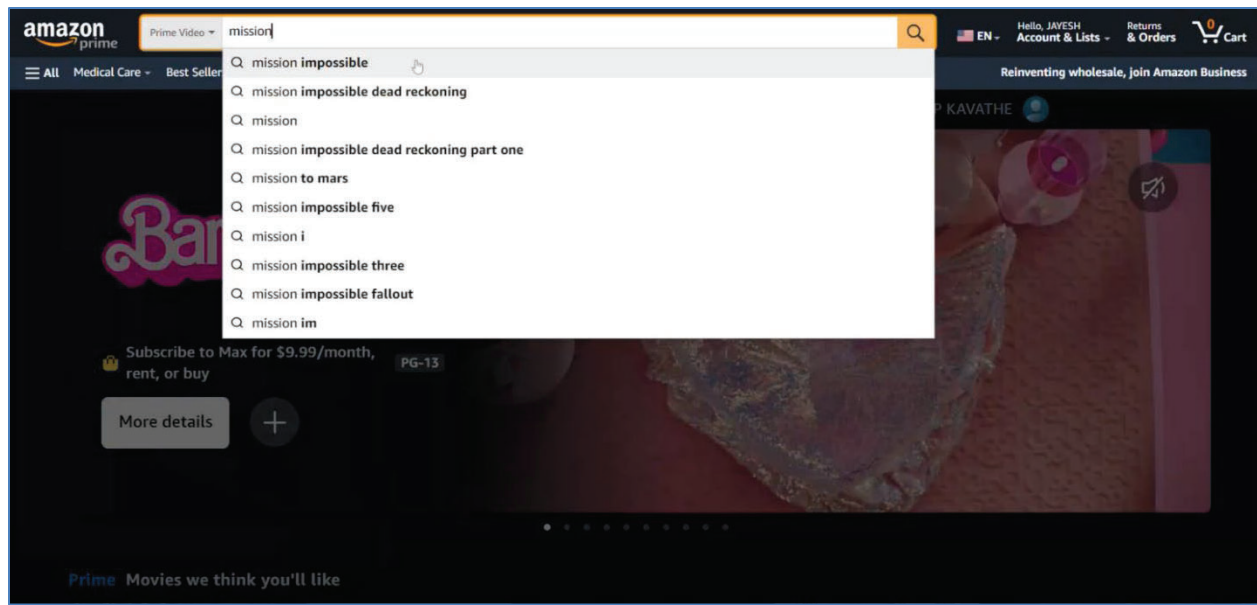 amazon prime
Prime Video
mission
EN
Hello, JAYESH
Account & Lists
Returns
& Orders
0
Cart
All
Medical Care
Best Seller
Reinventing wholesale, join Amazon Business
mission impossible
mission impossible dead reckoning
mission
mission impossible dead reckoning part one
mission to mars
mission impossible five
mission i
mission impossible three
mission impossible fallout
mission im
P KAVATHE
Bar
Subscribe to Max for $9.99/month,
rent, or buy
PG-13
More details
Prime Movies we think you'll like